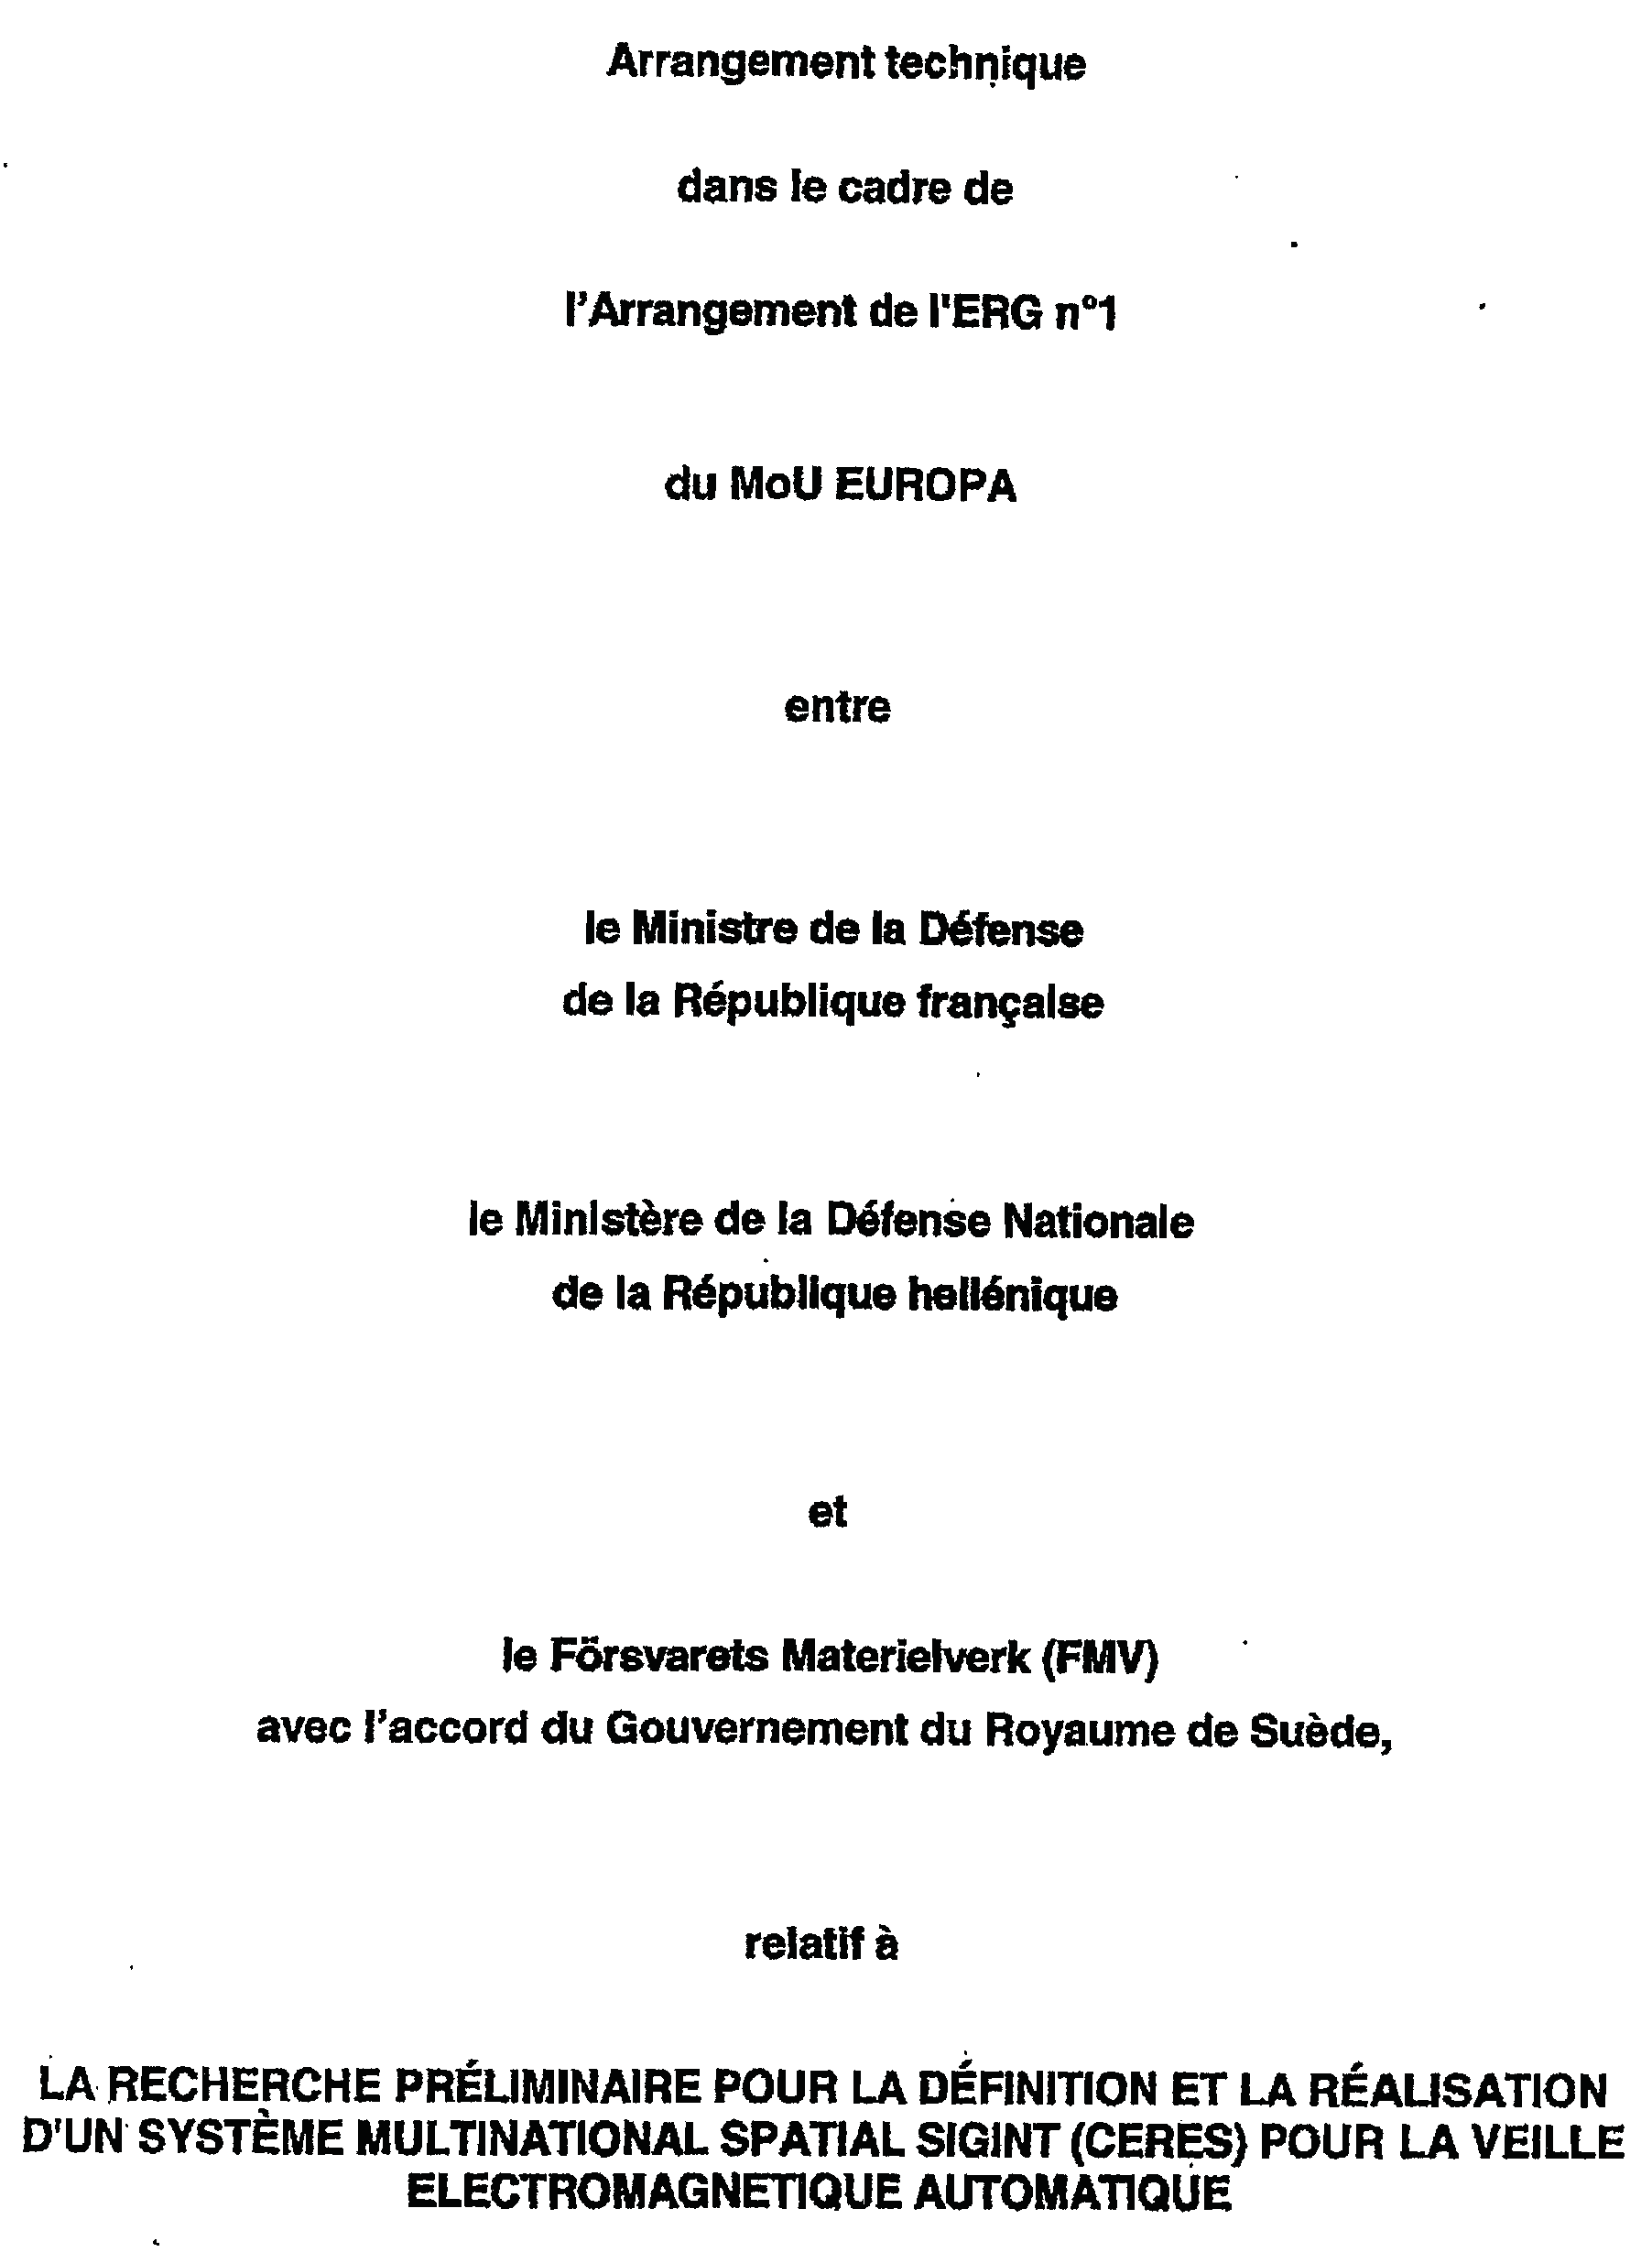 Arrangement technique
dans le cadre de
l'Arrangement de l'ERG n°1
du MoU EUROPA
entre
le Ministre de la Défense
de la République française
le Ministère de la Défense Nationale
de la République hellénique
et
le Försvarets Materielverk (FMV)
avec l'accord du Gouvernement du Royaume de Suède,
relatif à
LA RECHERCHE PRÉLIMINAIRE POUR LA DÉFINITION ET LA RÉALISATION
D'UN SYSTÈME MULTINATIONAL SPATIAL SIGINT (CERES) POUR LA VEILLE
ELECTROMAGNETIQUE AUTOMATIQUE